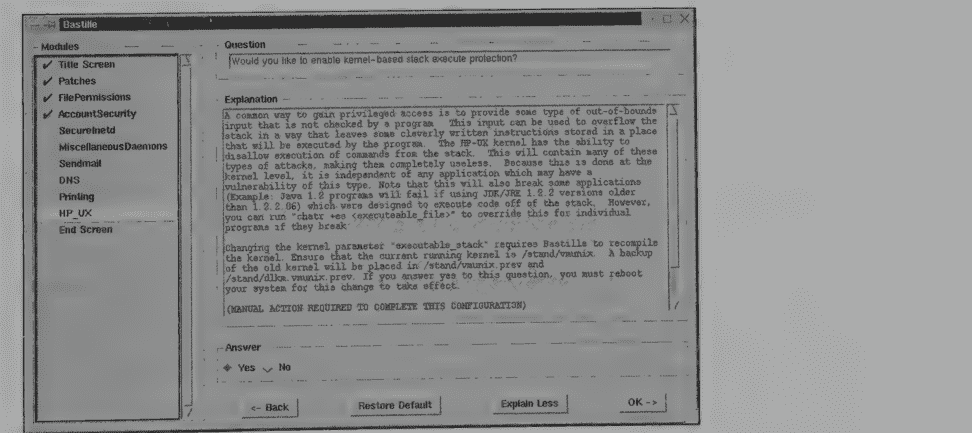 Bastille
Modules
Title Screen
Patches
FilePermissions
AccountSecurity
SecureInetd
MiscellaneousDaemons
Sendmail
DNS
Printing
HP_UX
End Screen
Question
Would you like to enable kernel-based stack execute protection?
Explanation
A common way to gain privileged access is to provide some type of out-of-bounds
input that is not checked by a program  This input can be used to overflow the
stack in a way that leaves some cleverly written instructions stored in a place
that will be executed by the program.  The HP-UX kernel has the ability to
disallow execution of commands from the stack.  This will contain many of these
types of attacks, making them completely useless.  Because this is done at the
kernel level, it is independent of any application which may have a
vulnerability of this type. Note that this will also break some applications
(Example: Java 1.2 programs will fail if using JDK/JRE 1.2.2 versions older
than 1.2.2.06) which were designed to execute code off of the stack.  However,
you can run "chatr +es <executeable_file>" to override this for individual
programs if they break
Changing the kernel parameter "executable_stack" requires Bastille to recompile
the kernel. Ensure that the current running kernel is /stand/vmunix.  A backup
of the old kernel will be placed in /stand/vmunix.prev and
/stand/dlkm.vmunix.prev. If you answer yes to this question, you must reboot
your system for this change to take effect.
(MANUAL ACTION REQUIRED TO COMPLETE THIS CONFIGURATION)
Answer
Yes No
<- Back Restore Default Explain Less OK ->